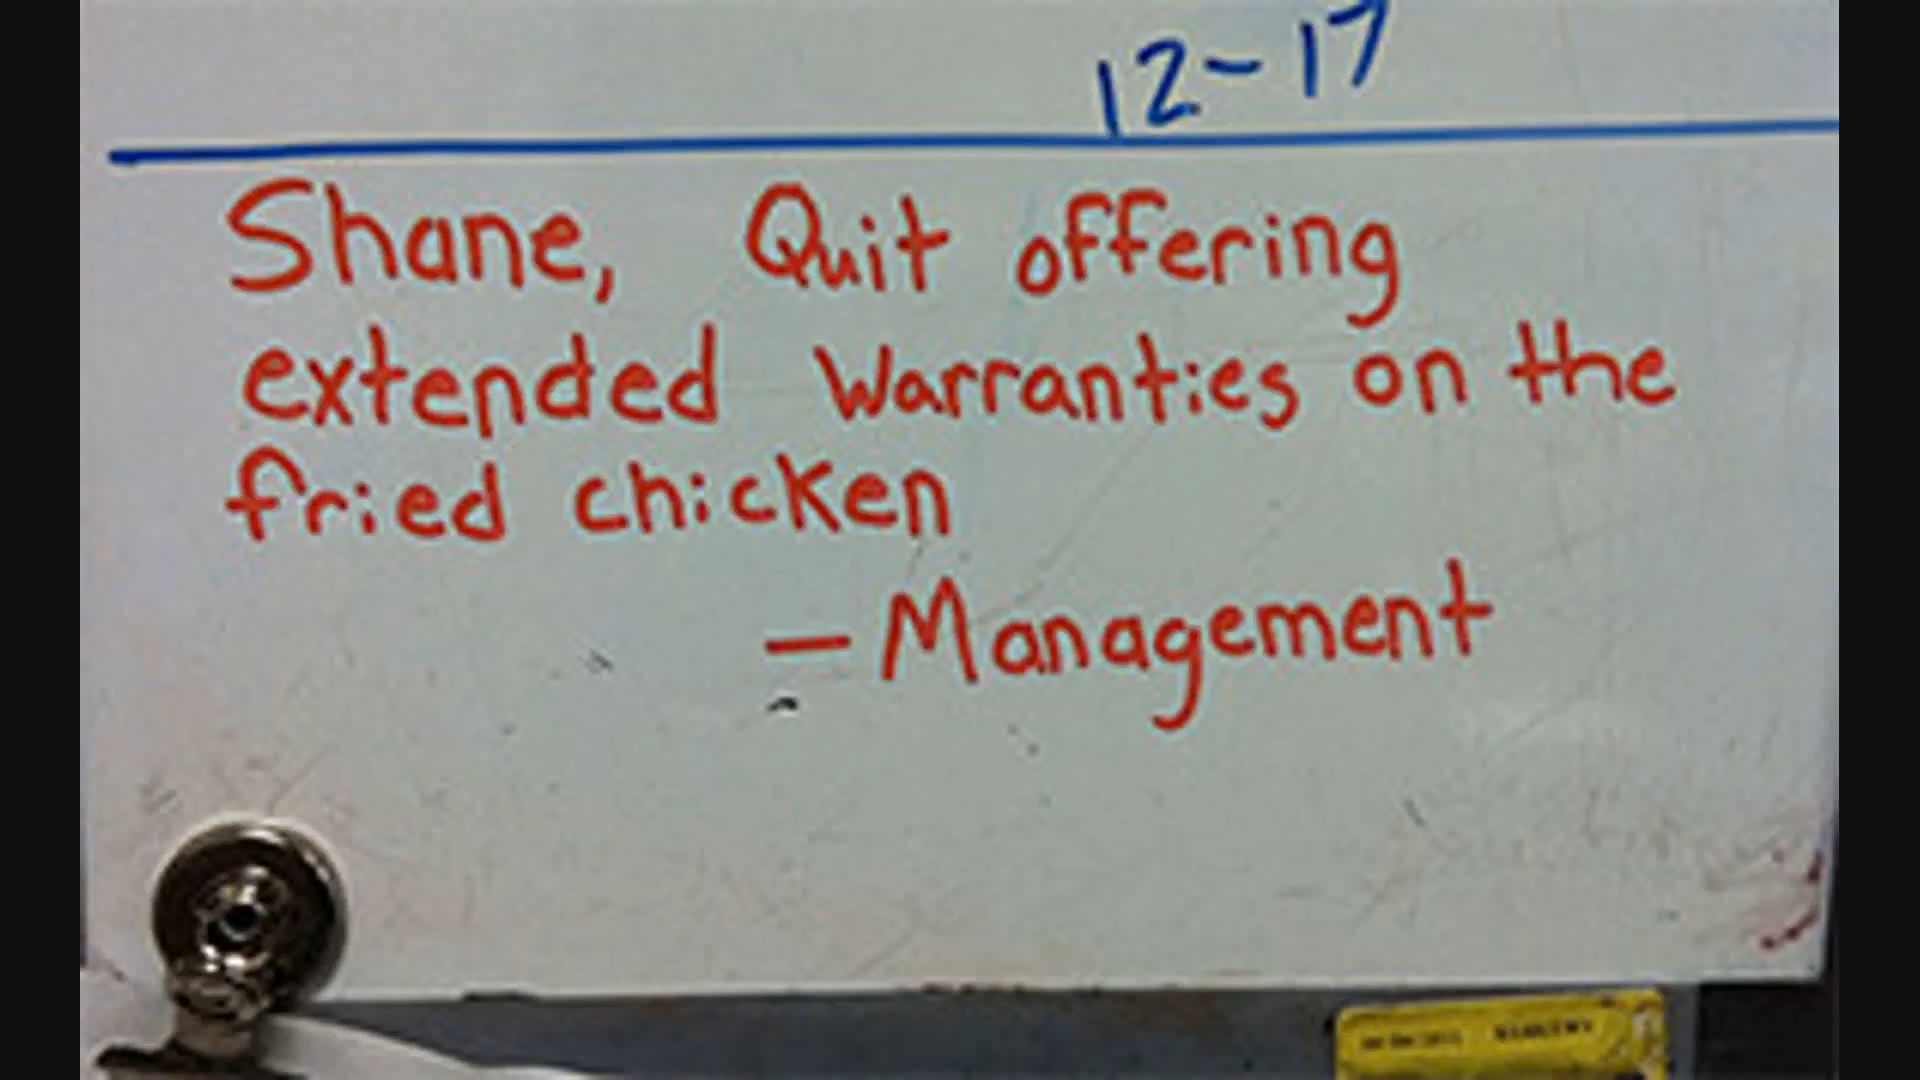 12-17
Shane, Quit offering
extended Warranties on the
fried chicken
- Management